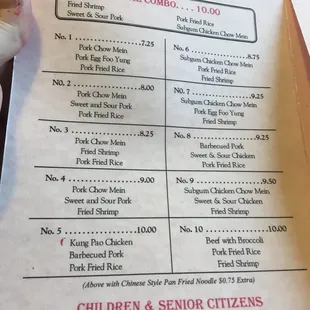 COMBO. . . . 10.00
Fried Shrimp
Sweet & Sour Pork
Pork Fried Rice
Subgum Chicken Chow Mein
No. 1 7.25
Pork Chow Mein
Pork Egg Foo Yung
Pork Fried Rice
No. 2 8.00
Pork Chow Mein
Sweet and Sour Pork
Pork Fried Rice
No. 3 8.25
Pork Chow Mein
Fried Shrimp
Pork Fried Rice
No. 4 9.00
Pork Chow Mein
Sweet and Sour Pork
Fried Shrimp
No. 5 10.00
Kung Pao Chicken
Barbecued Pork
Pork Fried Rice
No. 6 8.75
Subgum Chicken Chow Mein
Fried Shrimp
Pork Fried Rice
No. 7 9.25
Subgum Chicken Chow Mein
Pork Egg Foo Yung
Fried Shrimp
No. 8 9.25
Barbecued Pork
Sweet & Sour Chicken
Pork Fried Rice
No. 9 9.50
Subgum Chicken Chow Mein
Sweet & Sour Chicken
Fried Shrimp
No. 10 10.00
Beef with Broccoli
Pork Fried Rice
Fried Shrimp
(Above with Chinese Style Pan Fried Noodle $0.75 Extra)
CHILDREN & SENIOR CITIZENS